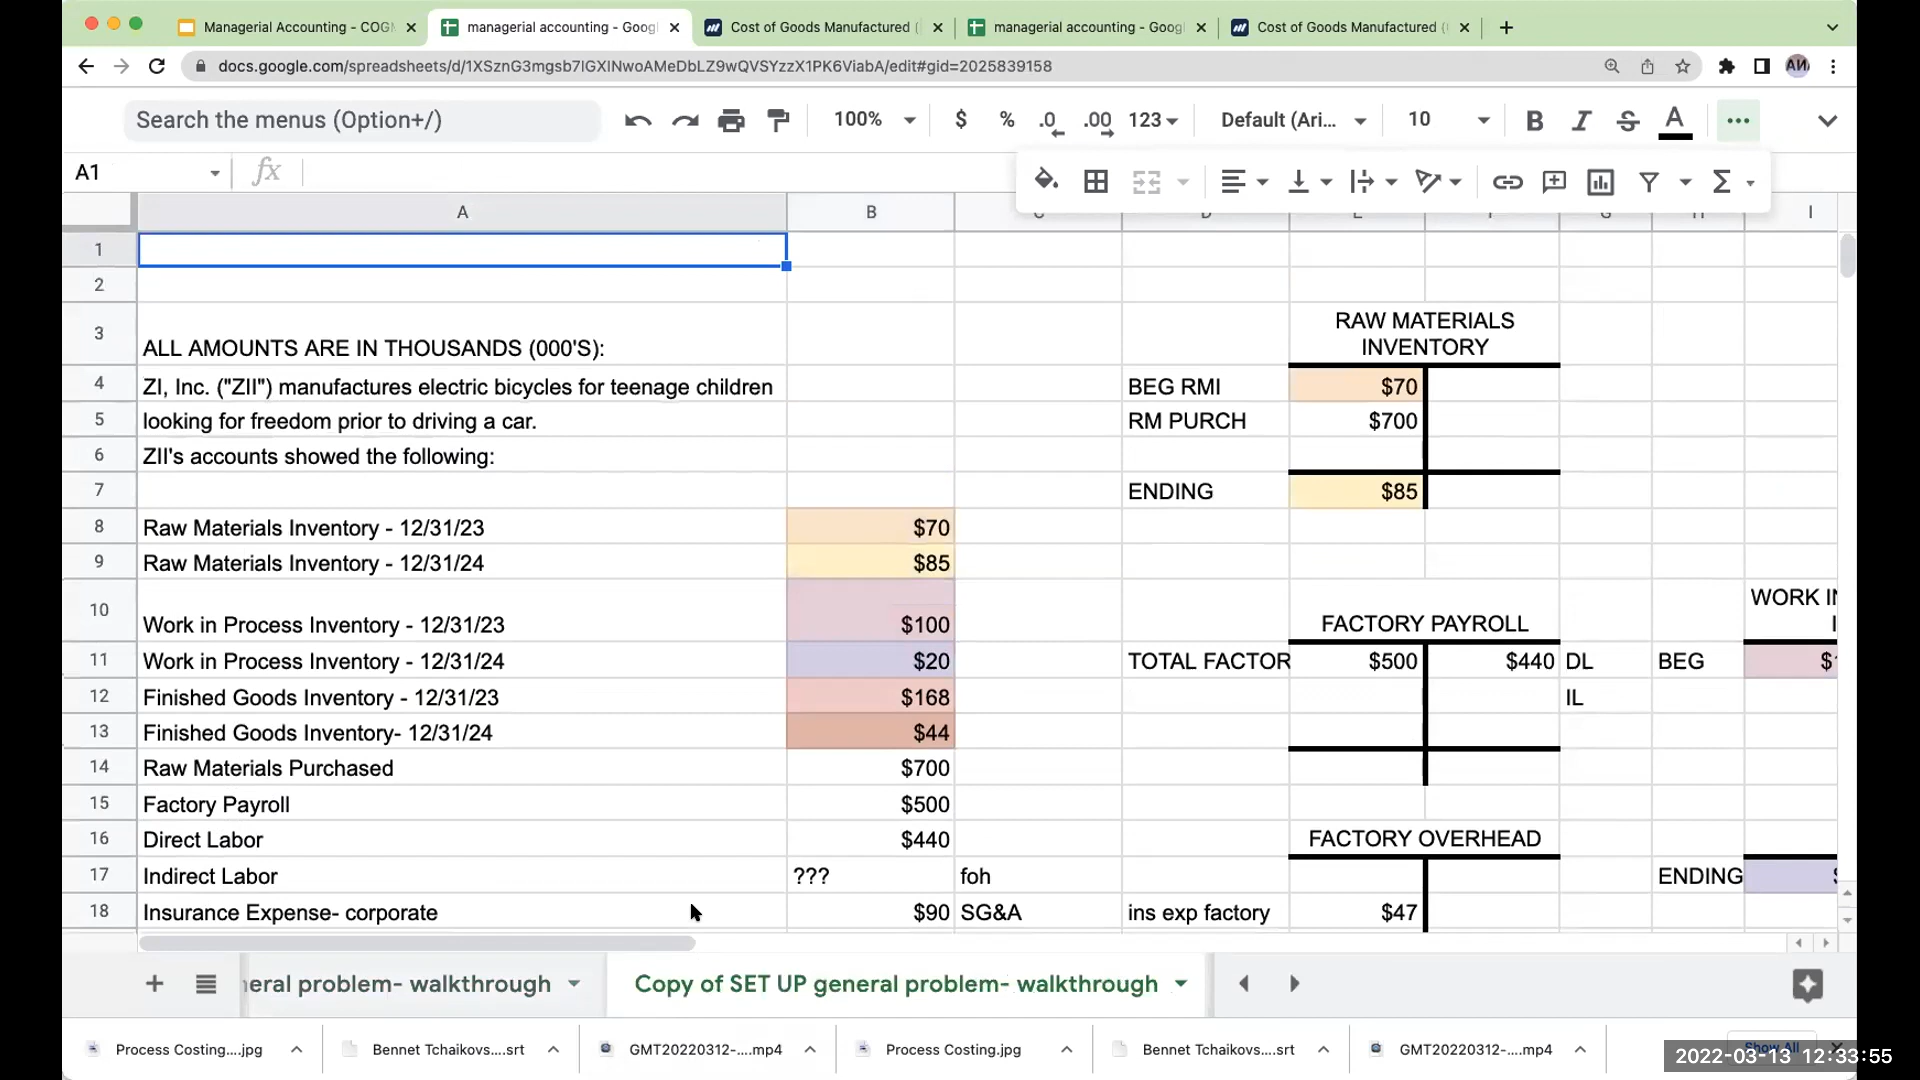 Managerial Accounting - COG
managerial accounting - Googl
Cost of Goods Manufactured (
managerial accounting - Googl
Cost of Goods Manufactured (
docs.google.com/spreadsheets/d/1XSznG3mgsb7lGXlNwoAMeDbLZ9wQVSYzzX1PK6ViabA/edit#gid=2025839158
Search the menus (Option+/)
100%
$ % .0 .00 123
Default (Ari...
10
B I S A
A1
fx
A B C D E F G H I
1
2
3 ALL AMOUNTS ARE IN THOUSANDS (000'S):
RAW MATERIALS
INVENTORY
4 ZI, Inc. ("ZII") manufactures electric bicycles for teenage children BEG RMI $70
5 looking for freedom prior to driving a car. RM PURCH $700
6 ZII's accounts showed the following:
7 ENDING $85
8 Raw Materials Inventory - 12/31/23 $70
9 Raw Materials Inventory - 12/31/24 $85
10 Work in Process Inventory - 12/31/23 $100 FACTORY PAYROLL WORK IN
11 Work in Process Inventory - 12/31/24 $20 TOTAL FACTOR $500 $440 DL BEG
12 Finished Goods Inventory - 12/31/23 $168 IL
13 Finished Goods Inventory- 12/31/24 $44
14 Raw Materials Purchased $700
15 Factory Payroll $500
16 Direct Labor $440 FACTORY OVERHEAD
17 Indirect Labor ??? foh ENDING
18 Insurance Expense- corporate $90 SG&A ins exp factory $47
eral problem- walkthrough
Copy of SET UP general problem- walkthrough
Process Costing....jpg
Bennet Tchaikovs....srt
GMT20220312-....mp4
Process Costing.jpg
Bennet Tchaikovs....srt
GMT20220312-....mp4
Show All
2022-03-13 12:33:55